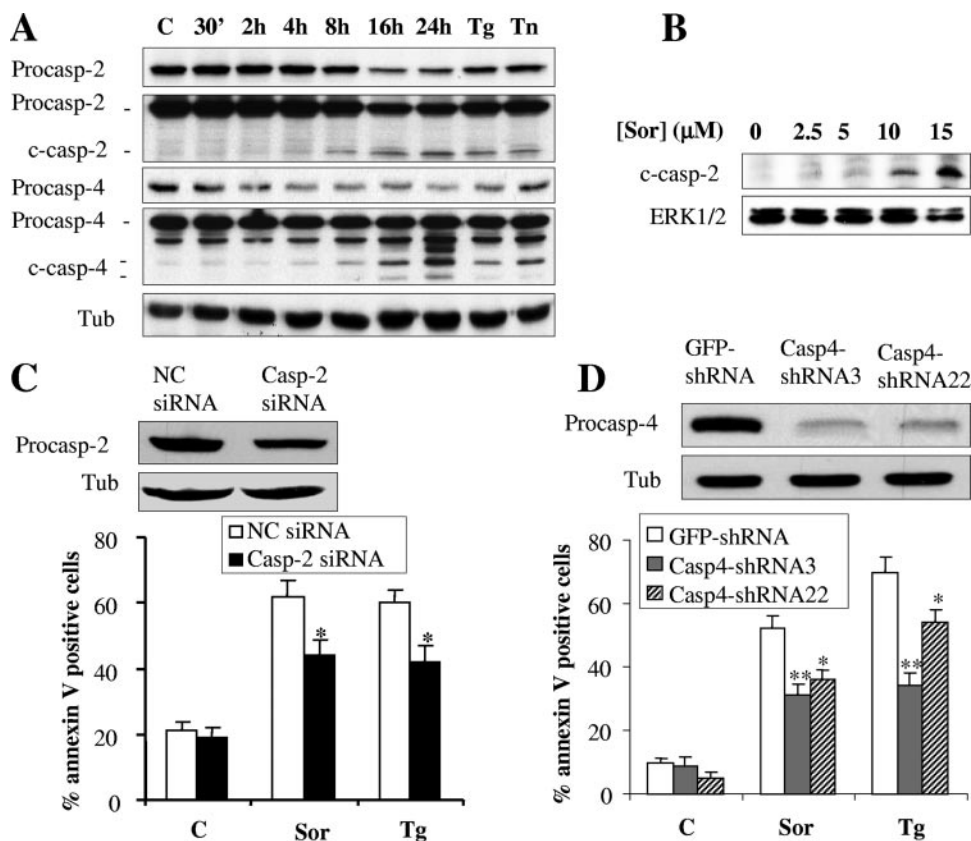 A
C 30’ 2h 4h 8h 16h 24h Tg Tn
Procasp-2
Procasp-2 -
c-casp-2 -
Procasp-4
Procasp-4 -
c-casp-4 - -
Tub
B
[Sor] (μM) 0 2.5 5 10 15
c-casp-2
ERK1/2
C
NC siRNA
Casp-2 siRNA
Procasp-2
Tub
NC siRNA
Casp-2 siRNA
% annexin V positive cells
80
60
40
20
0
* *
C Sor Tg
D
GFP-shRNA
Casp4-shRNA3
Casp4-shRNA22
Procasp-4
Tub
GFP-shRNA
Casp4-shRNA3
Casp4-shRNA22
% annexin V positive cells
80
60
40
20
0
** * ** *
C Sor Tg